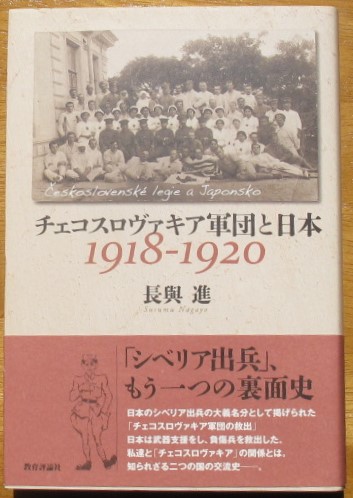 Československé legie a Japonsko
チェコスロヴァキア軍団と日本
1918-1920
長與 進
Susumu Nagayo
「シベリア出兵」、
もう一つの裏面史
日本のシベリア出兵の大義名分として掲げられた
「チェコスロヴァキア軍団の救出」
日本は武器支援をし、負傷兵を救出した。
私達と「チェコスロヴァキア」の関係とは。
知られざる二つの国の交流史――。
教育評論社